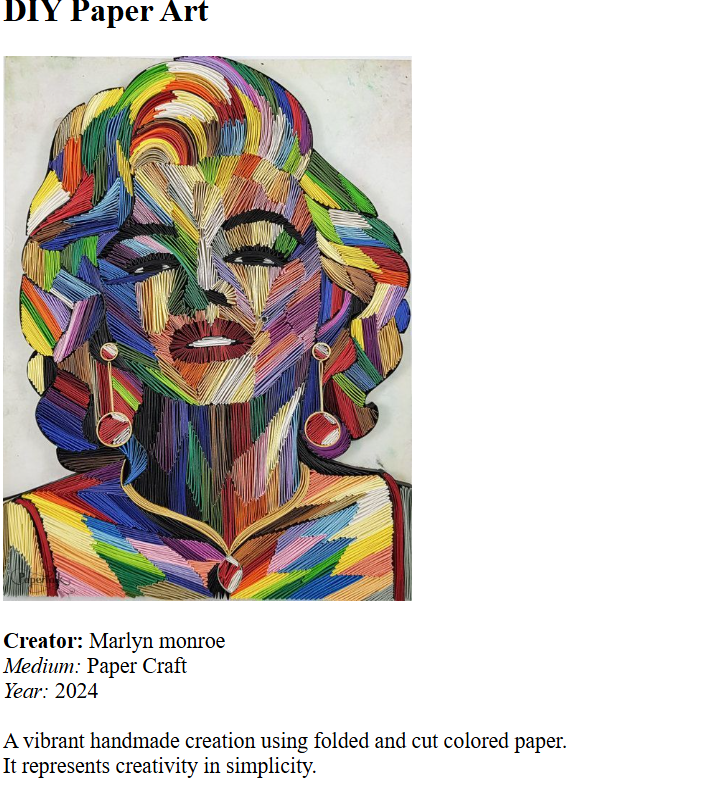 DIY Paper Art
Creator: Marlyn monroe
Medium: Paper Craft
Year: 2024
A vibrant handmade creation using folded and cut colored paper.
It represents creativity in simplicity.